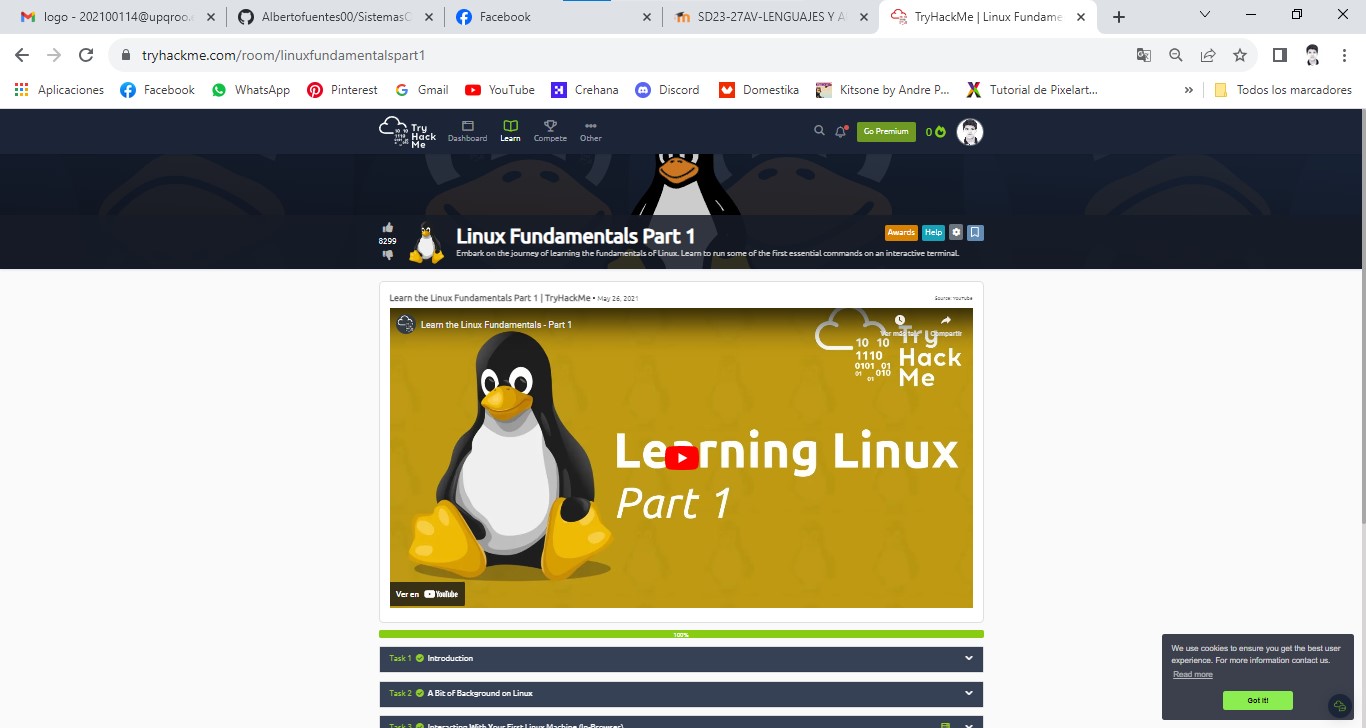 logo - 202100114@upqroo.
Albertofuentes00/SistemasC
Facebook
SD23-27AV-LENGUAJES Y A
TryHackMe | Linux Fundame
tryhackme.com/room/linuxfundamentalspart1
Aplicaciones
Facebook
WhatsApp
Pinterest
Gmail
YouTube
Crehana
Discord
Domestika
Kitsone by Andre P...
Tutorial de Pixelart...
»
Todos los marcadores
Try
Hack
Me
Dashboard
Learn
Compete
Other
Go Premium
0
8299
Linux Fundamentals Part 1
Embark on the journey of learning the fundamentals of Linux. Learn to run some of the first essential commands on an interactive terminal.
Awards
Help
Learn the Linux Fundamentals Part 1 | TryHackMe • May 26, 2021
Source: YouTube
Learn the Linux Fundamentals - Part 1
Ver más tarde
Compartir
10 10
1110
0101 01
01 010
01
Try
Hack
Me
Learning Linux
Part 1
Ver en YouTube
100%
Task 1 Introduction
Task 2 A Bit of Background on Linux
Task 3 Interacting With Your First Linux Machine (In-Browser)
We use cookies to ensure you get the best user
experience. For more information contact us.
Read more
Got it!